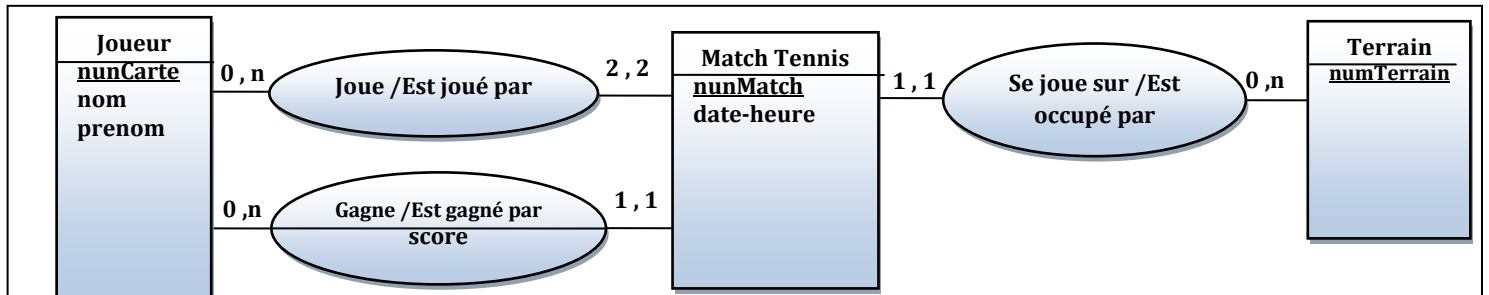 Joueur
nunCarte
nom
prenom
0 , n
Joue /Est joué par
2 , 2
0 ,n
Gagne /Est gagné par
score
1 , 1
Match Tennis
nunMatch
date-heure
1 , 1
Se joue sur /Est
occupé par
0 ,n
Terrain
numTerrain